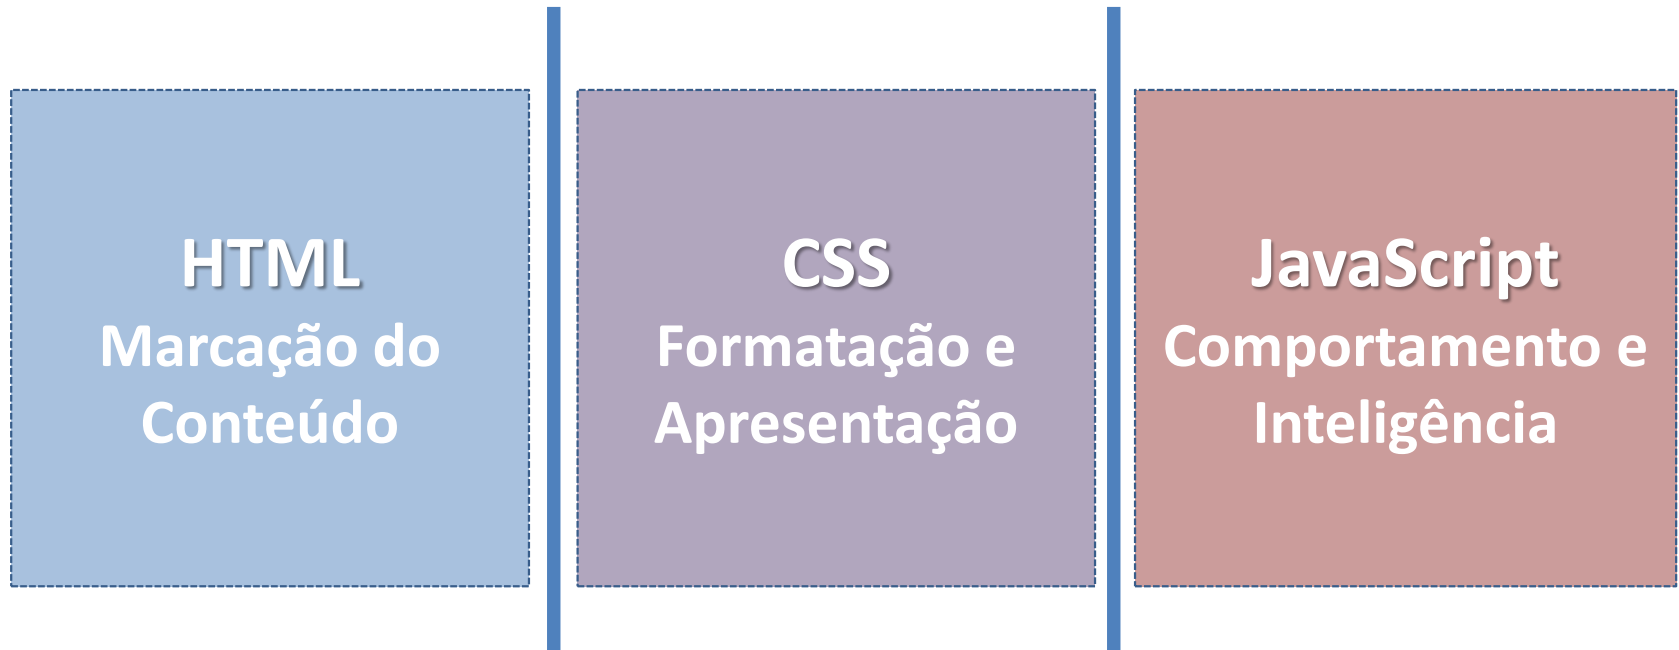 HTML
Marcação do
Conteúdo
CSS
Formatação e
Apresentação
JavaScript
Comportamento e
Inteligência